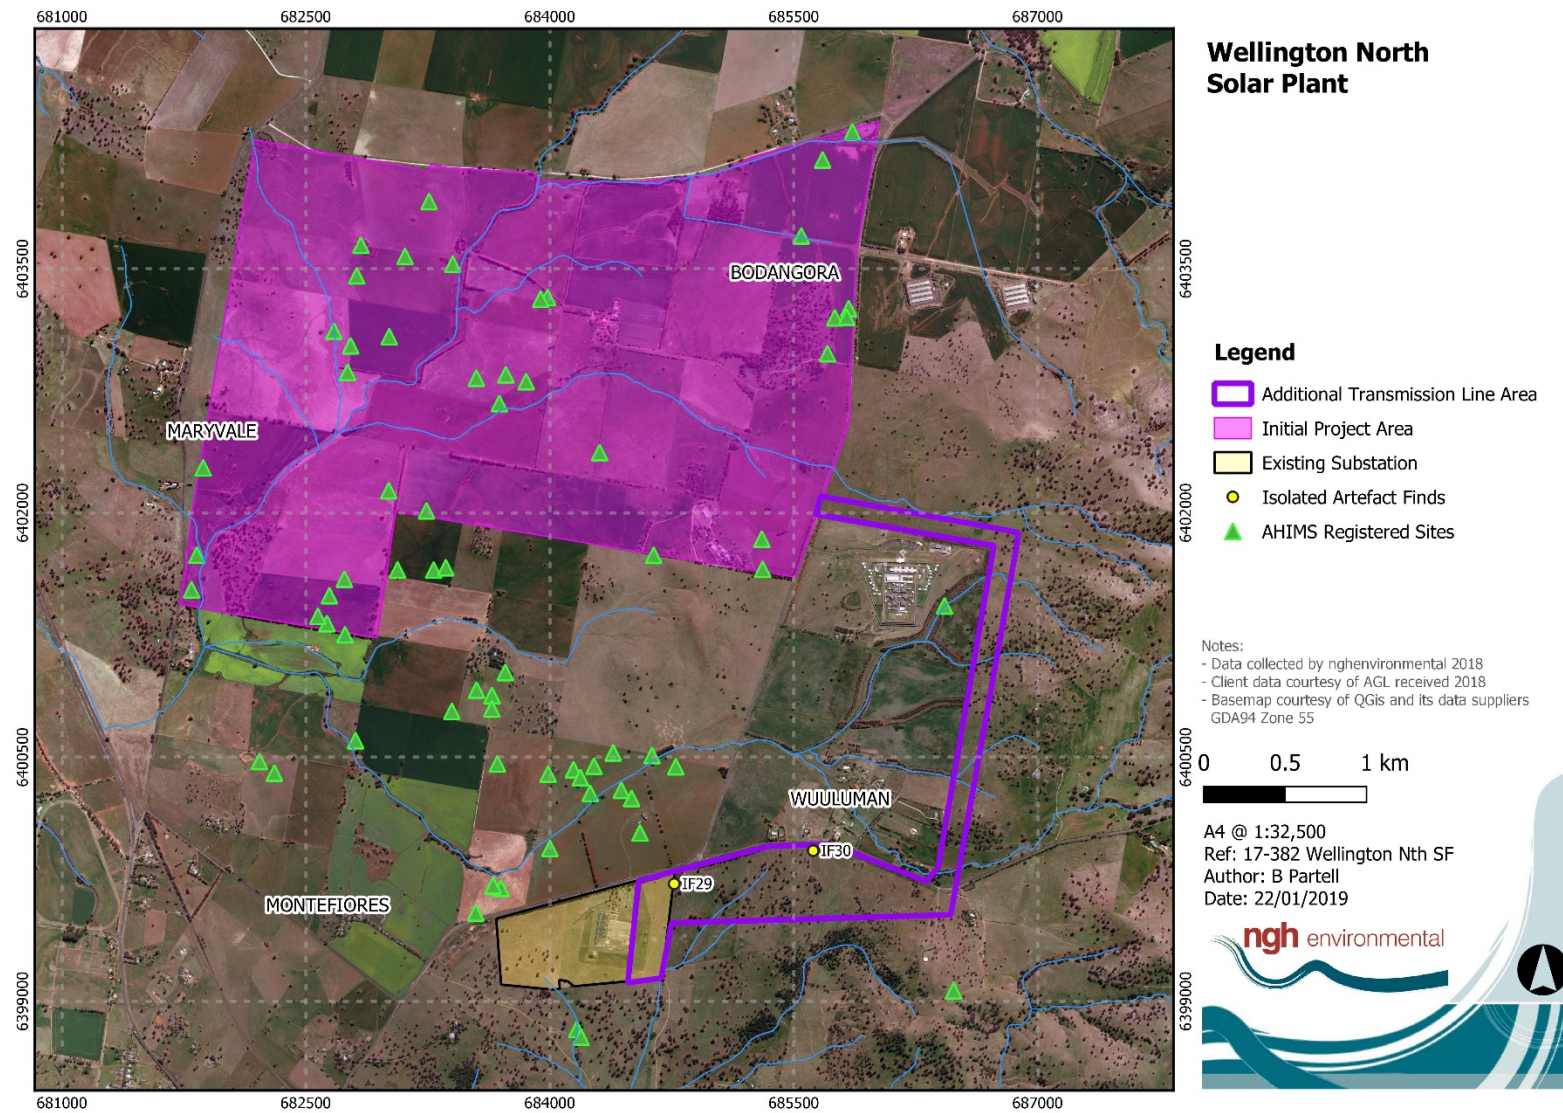 681000
682500
684000
685500
687000
Wellington North
Solar Plant
6403500
6403500
BODANGORA
MARYVALE
6402000
6402000
6400500
6400500
WUULUMAN
IF30
IF29
MONTEFIORES
6399000
6399000
681000
682500
684000
685500
687000
Legend
Additional Transmission Line Area
Initial Project Area
Existing Substation
Isolated Artefact Finds
AHIMS Registered Sites
Notes:
- Data collected by nghenvironmental 2018
- Client data courtesy of AGL received 2018
- Basemap courtesy of QGis and its data suppliers
GDA94 Zone 55
0 0.5 1 km
A4 @ 1:32,500
Ref: 17-382 Wellington Nth SF
Author: B Partell
Date: 22/01/2019
ngh environmental